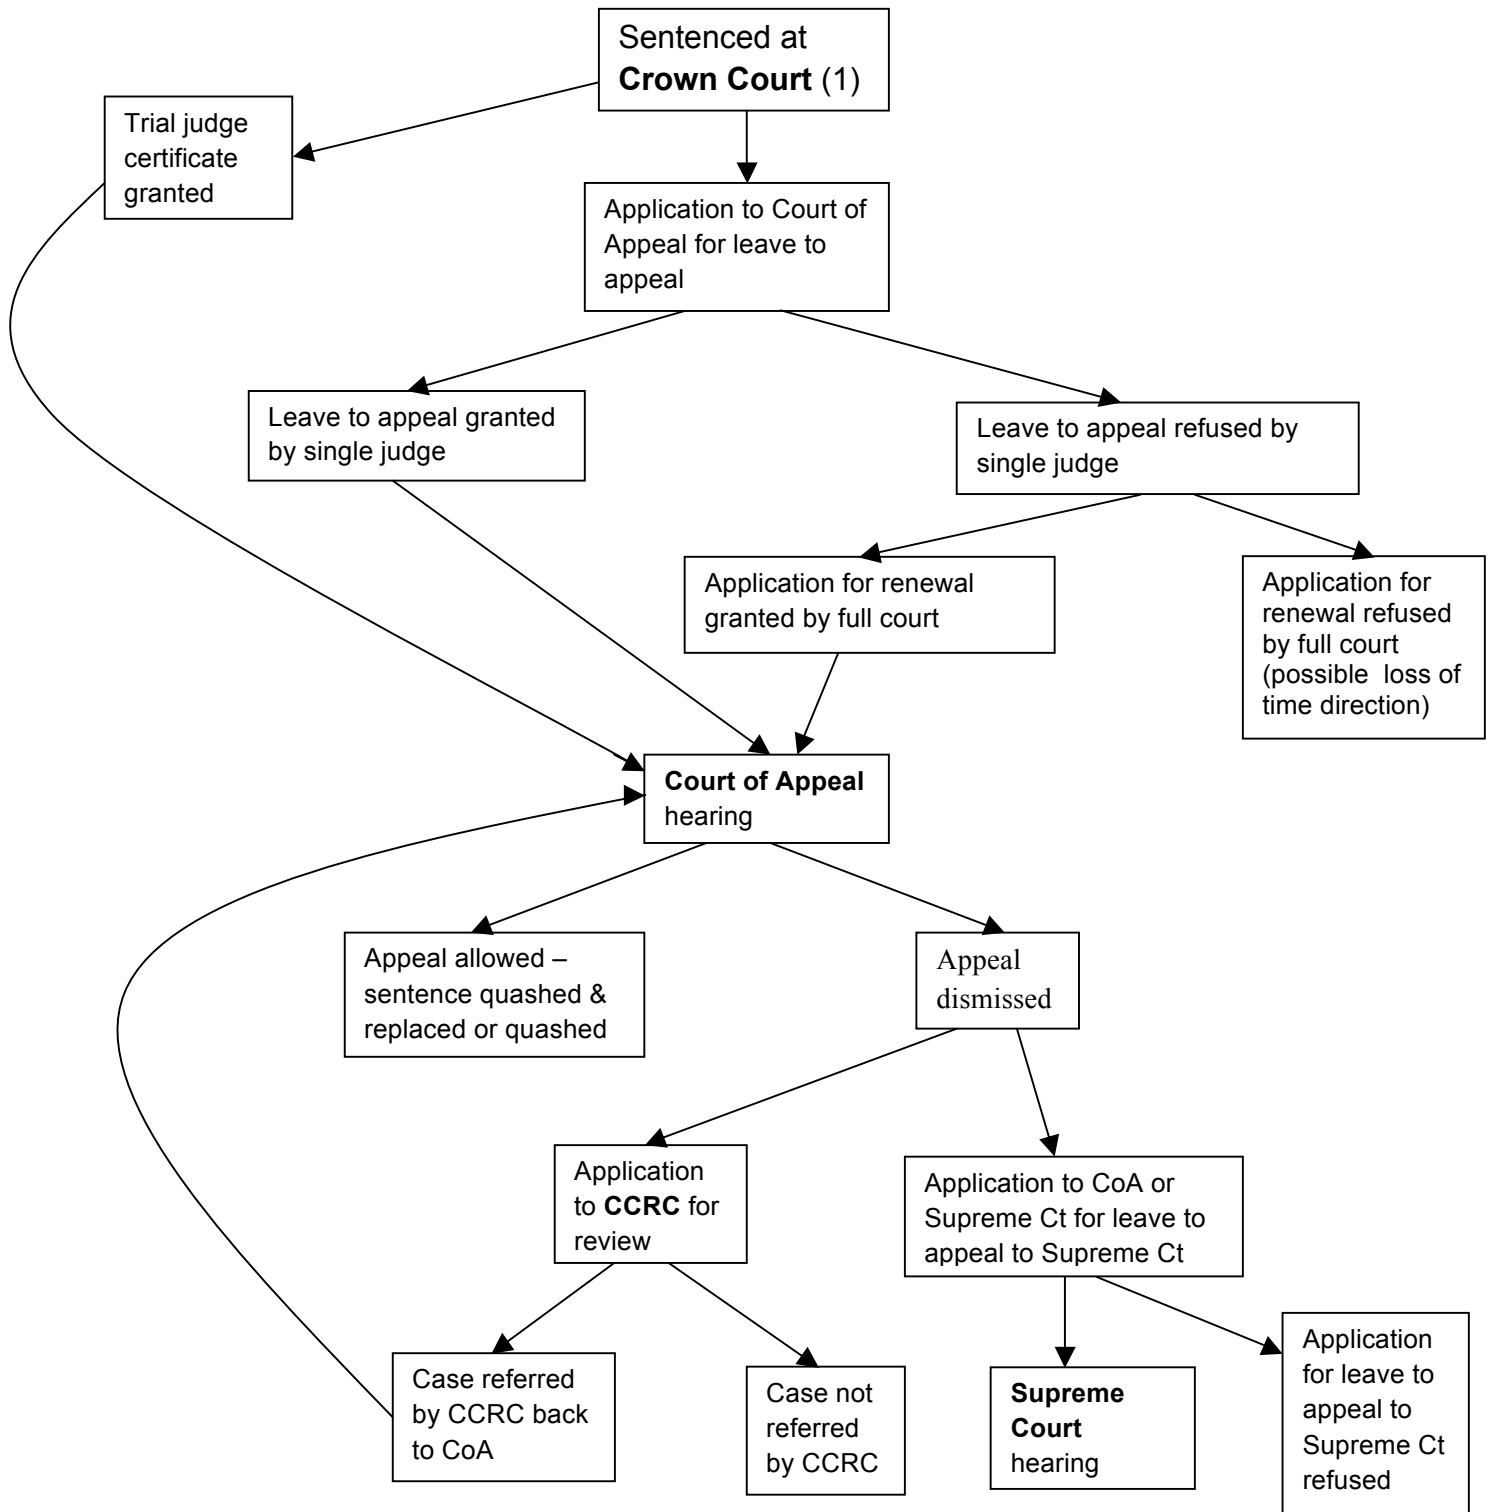 Sentenced at
Crown Court (1)
Trial judge
certificate
granted
Application to Court of
Appeal for leave to
appeal
Leave to appeal granted
by single judge
Leave to appeal refused by
single judge
Application for renewal
granted by full court
Application for
renewal refused
by full court
(possible loss of
time direction)
Court of Appeal
hearing
Appeal allowed –
sentence quashed &
replaced or quashed
Appeal
dismissed
Application
to CCRC for
review
Application to CoA or
Supreme Ct for leave to
appeal to Supreme Ct
Case referred
by CCRC back
to CoA
Case not
referred
by CCRC
Supreme
Court
hearing
Application
for leave to
appeal to
Supreme Ct
refused